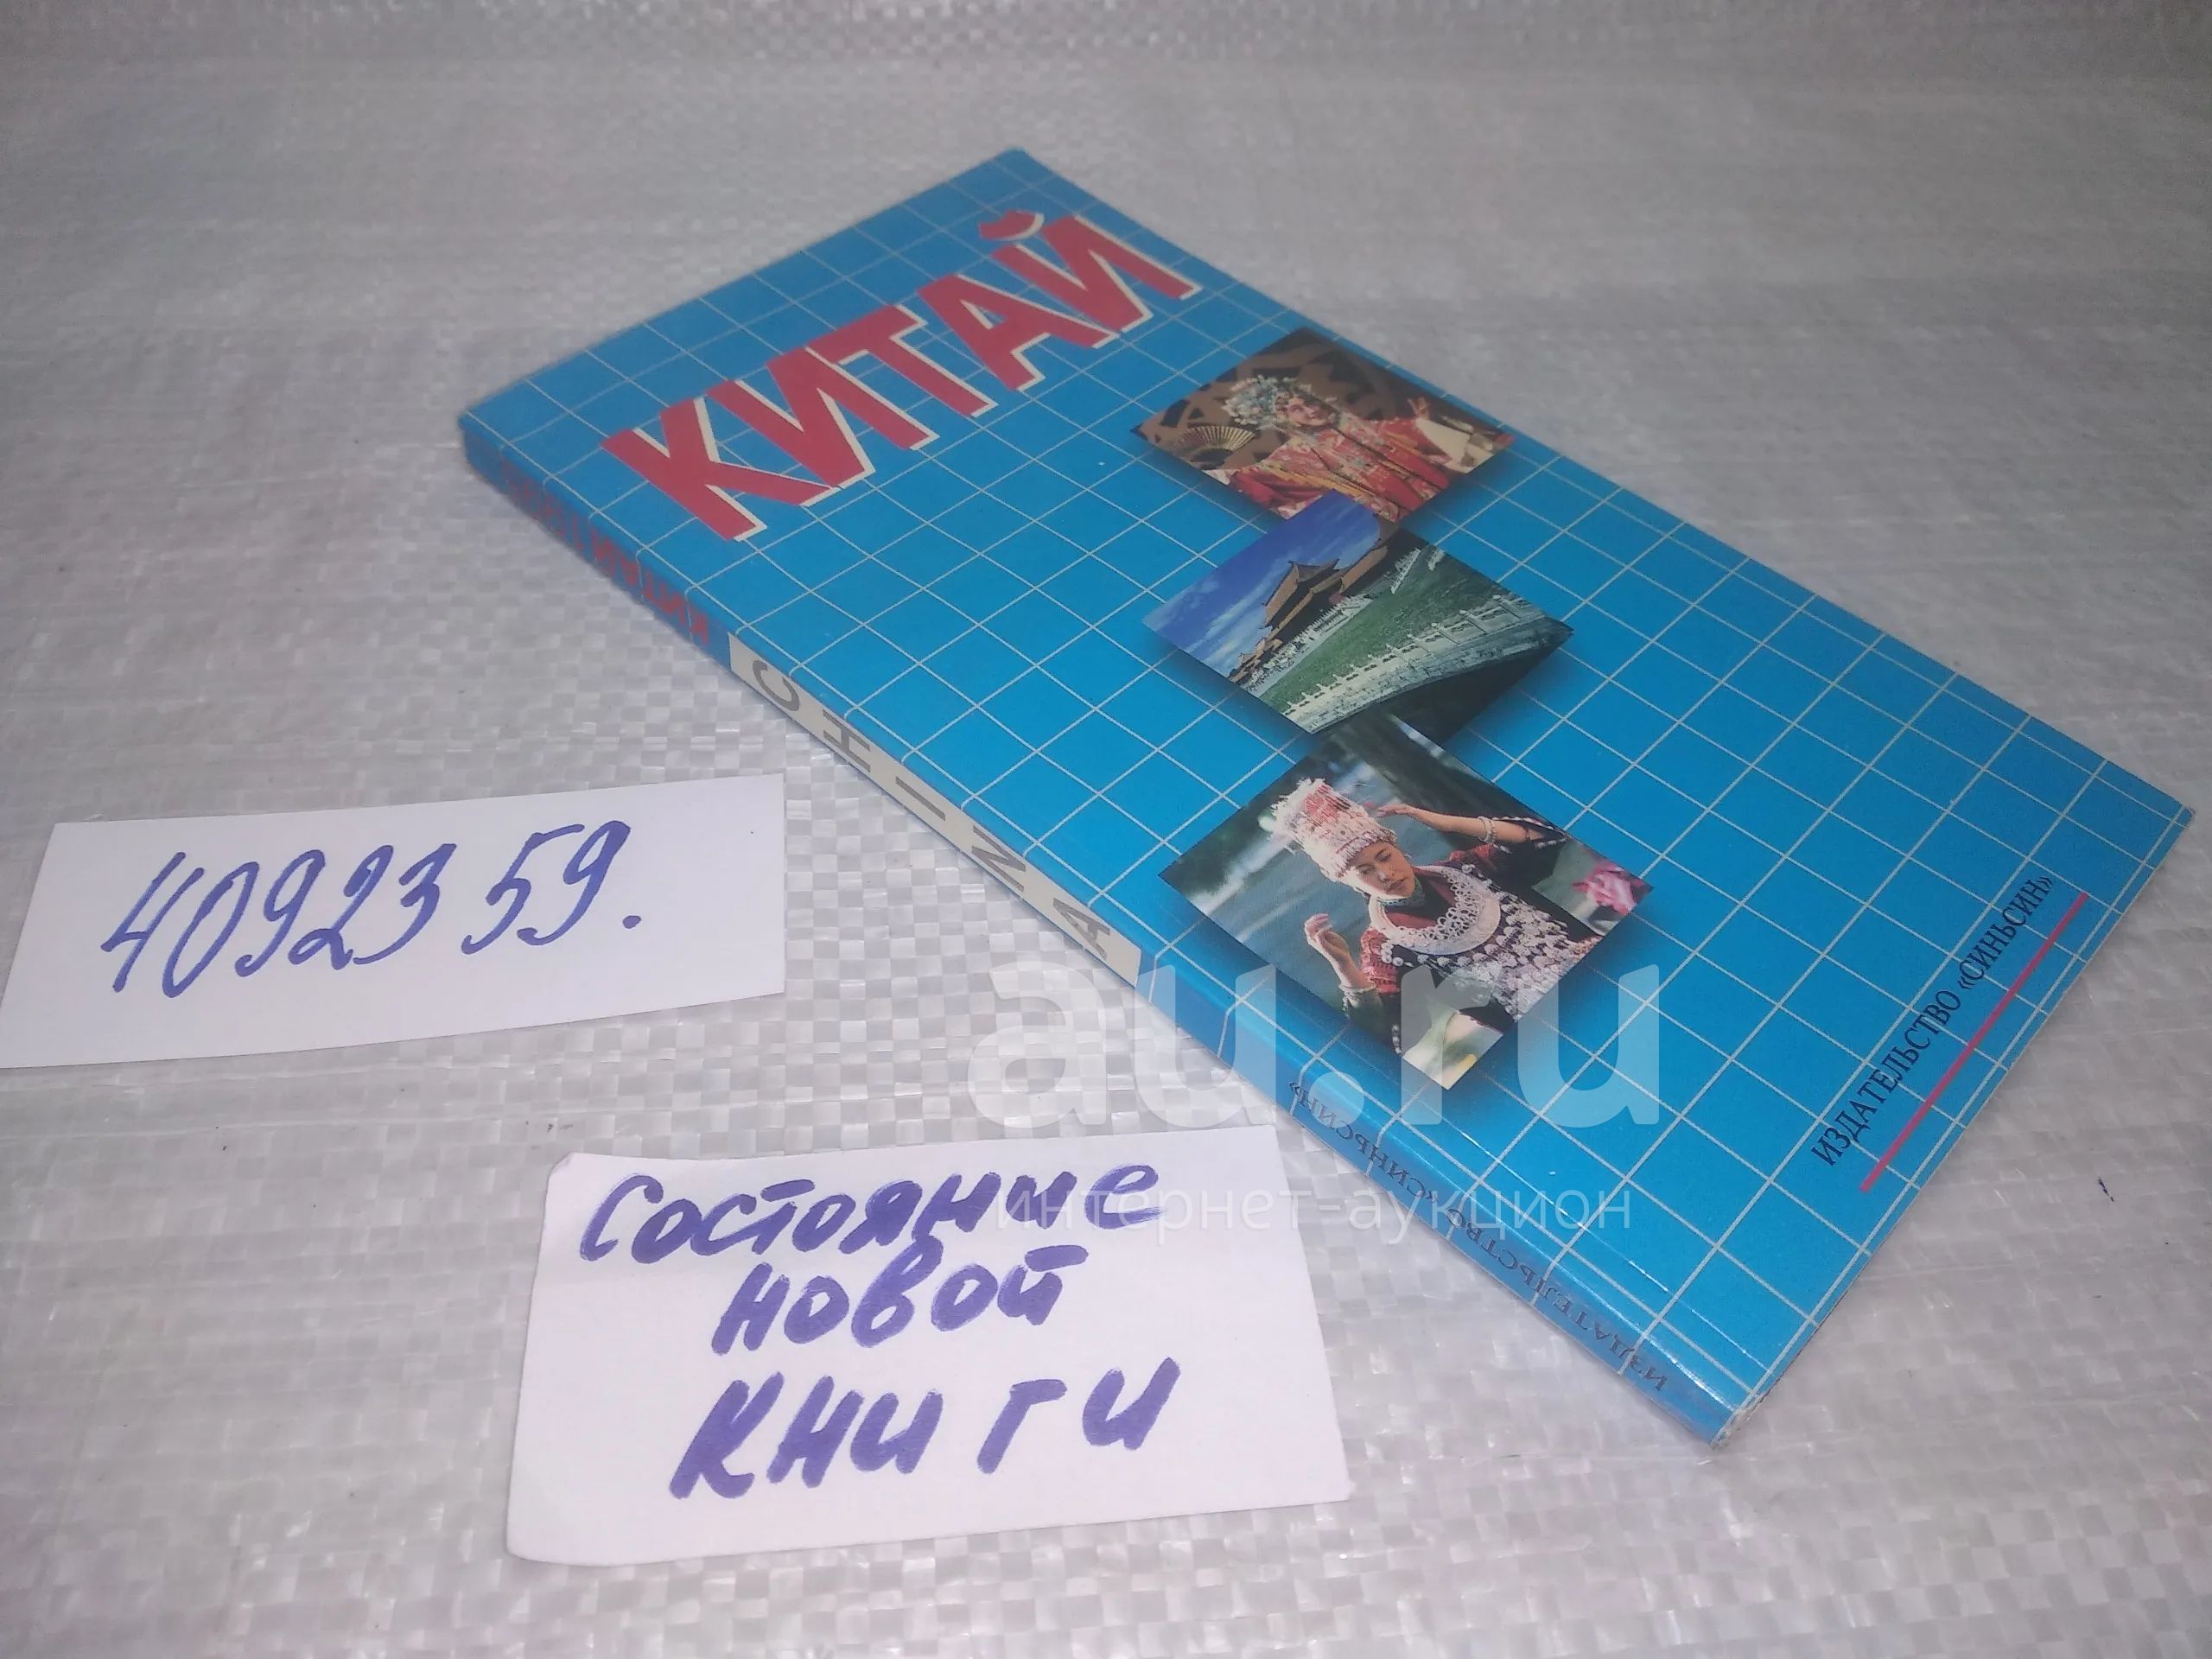 КИТАЙ
КИТАЙ
CHINA
ИЗДАТЕЛЬСТВО «СИНЬСИН»
ИЗДАТЕЛЬСТВО «СИНЬСИН»
4092359.
au.ru
интернет-аукцион
Состояние
новой
книги